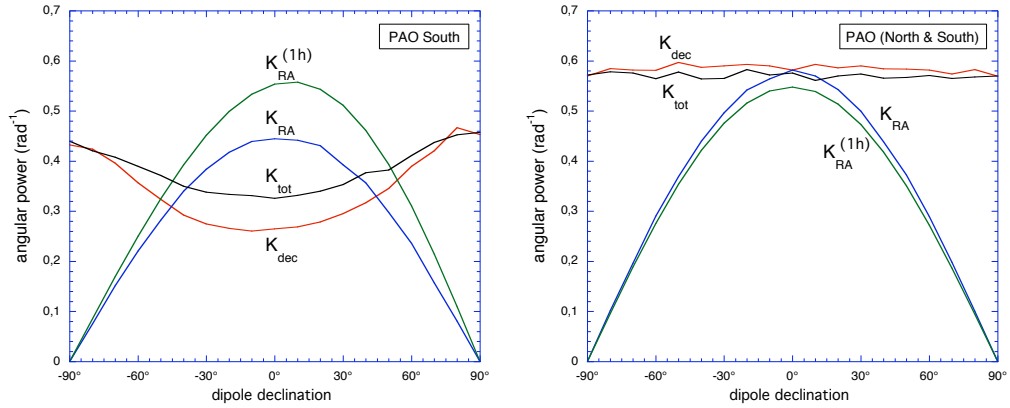 PAO South
angular power (rad⁻¹)
0,7
0,6
0,5
0,4
0,3
0,2
0,1
0
K_RA^(1h)
K_RA
K_tot
K_dec
-90° -60° -30° 0° 30° 60° 90°
dipole declination
PAO (North & South)
angular power (rad⁻¹)
0,7
0,6
0,5
0,4
0,3
0,2
0,1
0
K_dec
K_tot
K_RA
K_RA^(1h)
-90° -60° -30° 0° 30° 60° 90°
dipole declination